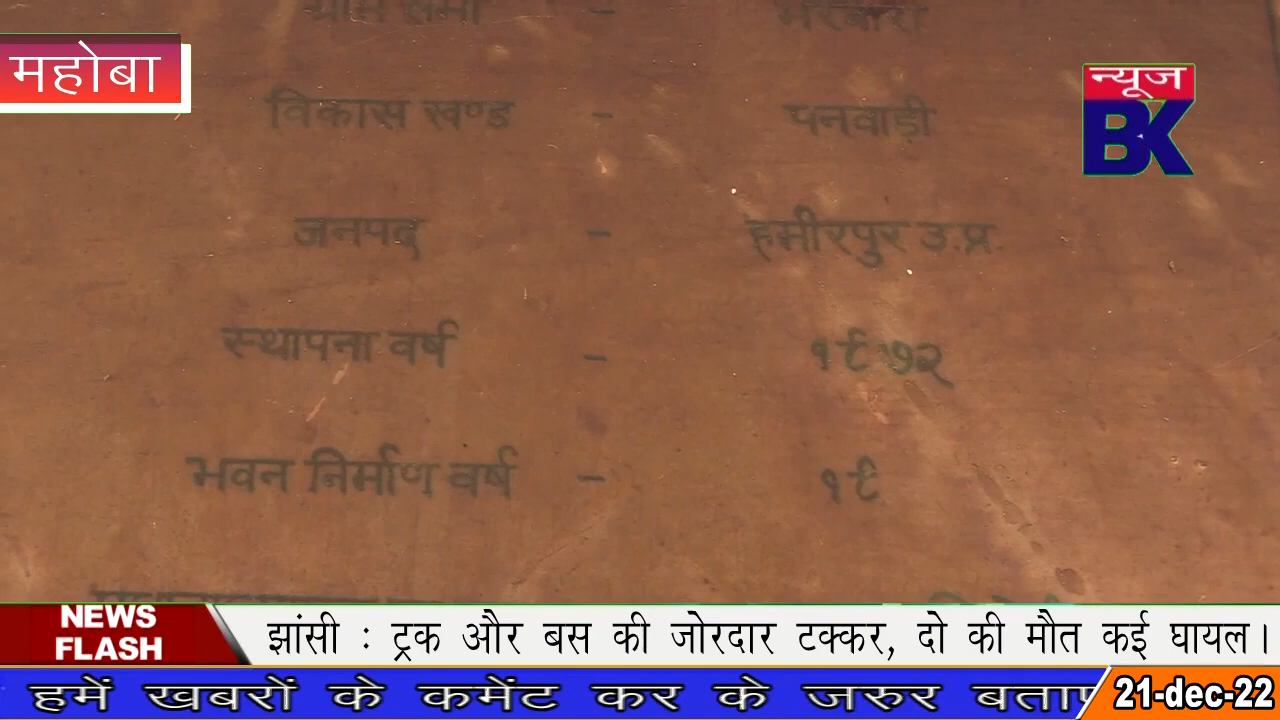 ग्राम सभा -
महोबा
न्यूज
BK
विकास खण्ड - पनवाड़ी
जनपद - हमीरपुर उ.प्र.
स्थापना वर्ष - १९७२
भवन निर्माण वर्ष - १९
NEWS
FLASH
झांसी : ट्रक और बस की जोरदार टक्कर, दो की मौत कई घायल।
हमें खबरों के कमेंट कर के जरुर बताए
21-dec-22